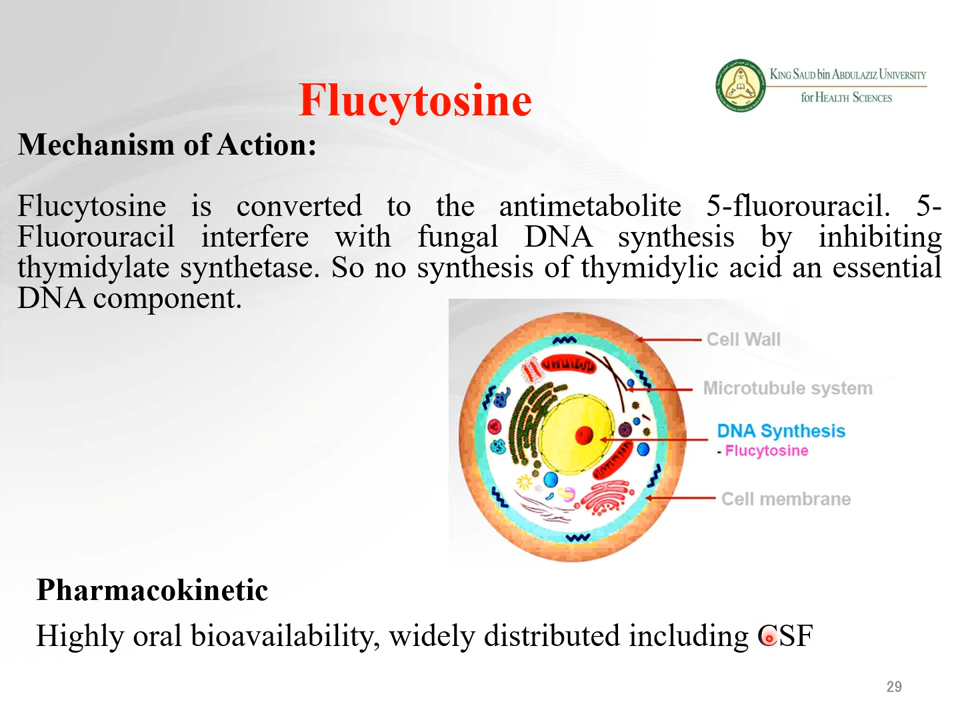 Flucytosine
KING SAUD bin ABDULAZIZ UNIVERSITY
for HEALTH SCIENCES
Mechanism of Action:
Flucytosine is converted to the antimetabolite 5-fluorouracil. 5-
Fluorouracil interfere with fungal DNA synthesis by inhibiting
thymidylate synthetase. So no synthesis of thymidylic acid an essential
DNA component.
Cell Wall
Microtubule system
DNA Synthesis
- Flucytosine
Cell membrane
Pharmacokinetic
Highly oral bioavailability, widely distributed including CSF
29